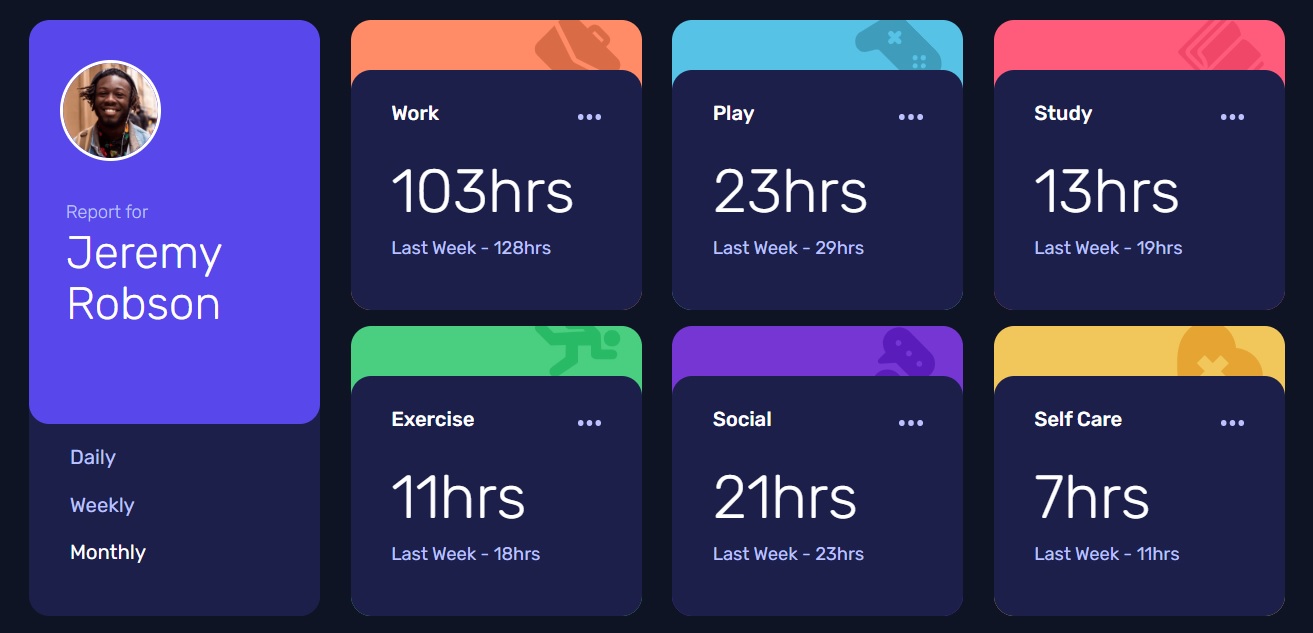 Report for
Jeremy
Robson
Daily
Weekly
Monthly
Work
103hrs
Last Week - 128hrs
Play
23hrs
Last Week - 29hrs
Study
13hrs
Last Week - 19hrs
Exercise
11hrs
Last Week - 18hrs
Social
21hrs
Last Week - 23hrs
Self Care
7hrs
Last Week - 11hrs